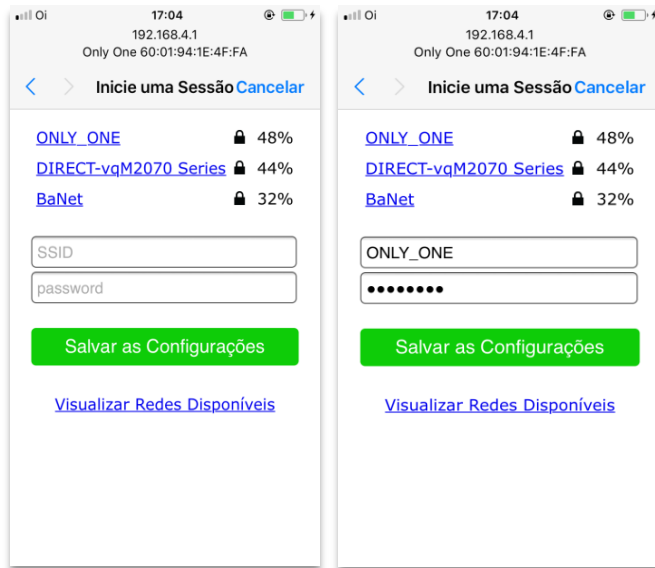 Oi 17:04
192.168.4.1
Only One 60:01:94:1E:4F:FA
Inicie uma Sessão Cancelar
ONLY_ONE 48%
DIRECT-vqM2070 Series 44%
BaNet 32%
SSID
password
Salvar as Configurações
Visualizar Redes Disponíveis
Oi 17:04
192.168.4.1
Only One 60:01:94:1E:4F:FA
Inicie uma Sessão Cancelar
ONLY_ONE 48%
DIRECT-vqM2070 Series 44%
BaNet 32%
ONLY_ONE
••••••••
Salvar as Configurações
Visualizar Redes Disponíveis